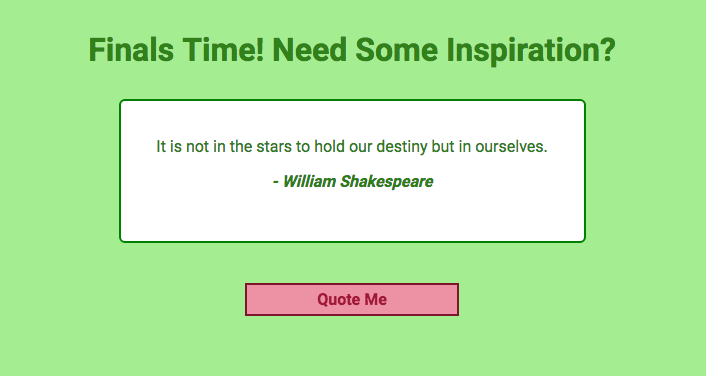 Finals Time! Need Some Inspiration?
It is not in the stars to hold our destiny but in ourselves.
- William Shakespeare
Quote Me